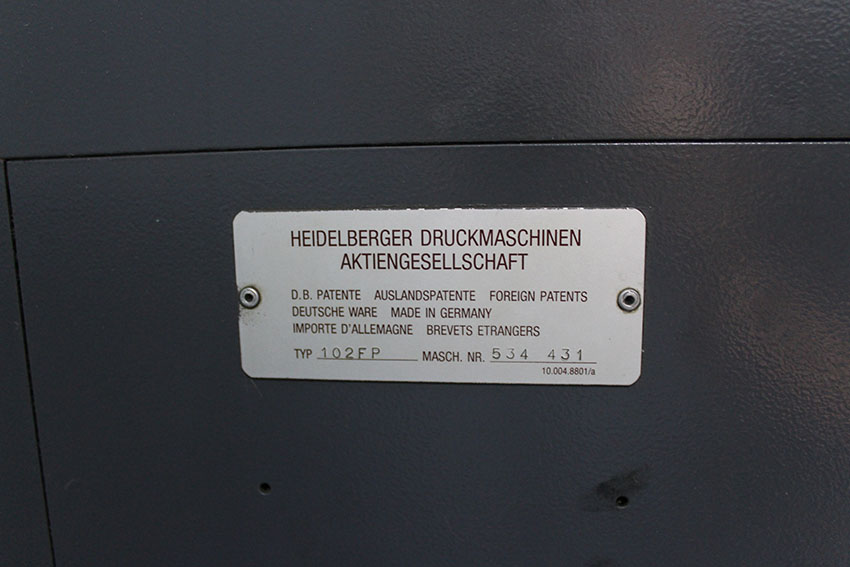 HEIDELBERGER DRUCKMASCHINEN
AKTIENGESELLSCHAFT
D.B. PATENTE AUSLANDSPATENTE FOREIGN PATENTS
DEUTSCHE WARE MADE IN GERMANY
IMPORTE D'ALLEMAGNE BREVETS ETRANGERS
TYP 102FP MASCH. NR. 534 431
10.004.8801/a